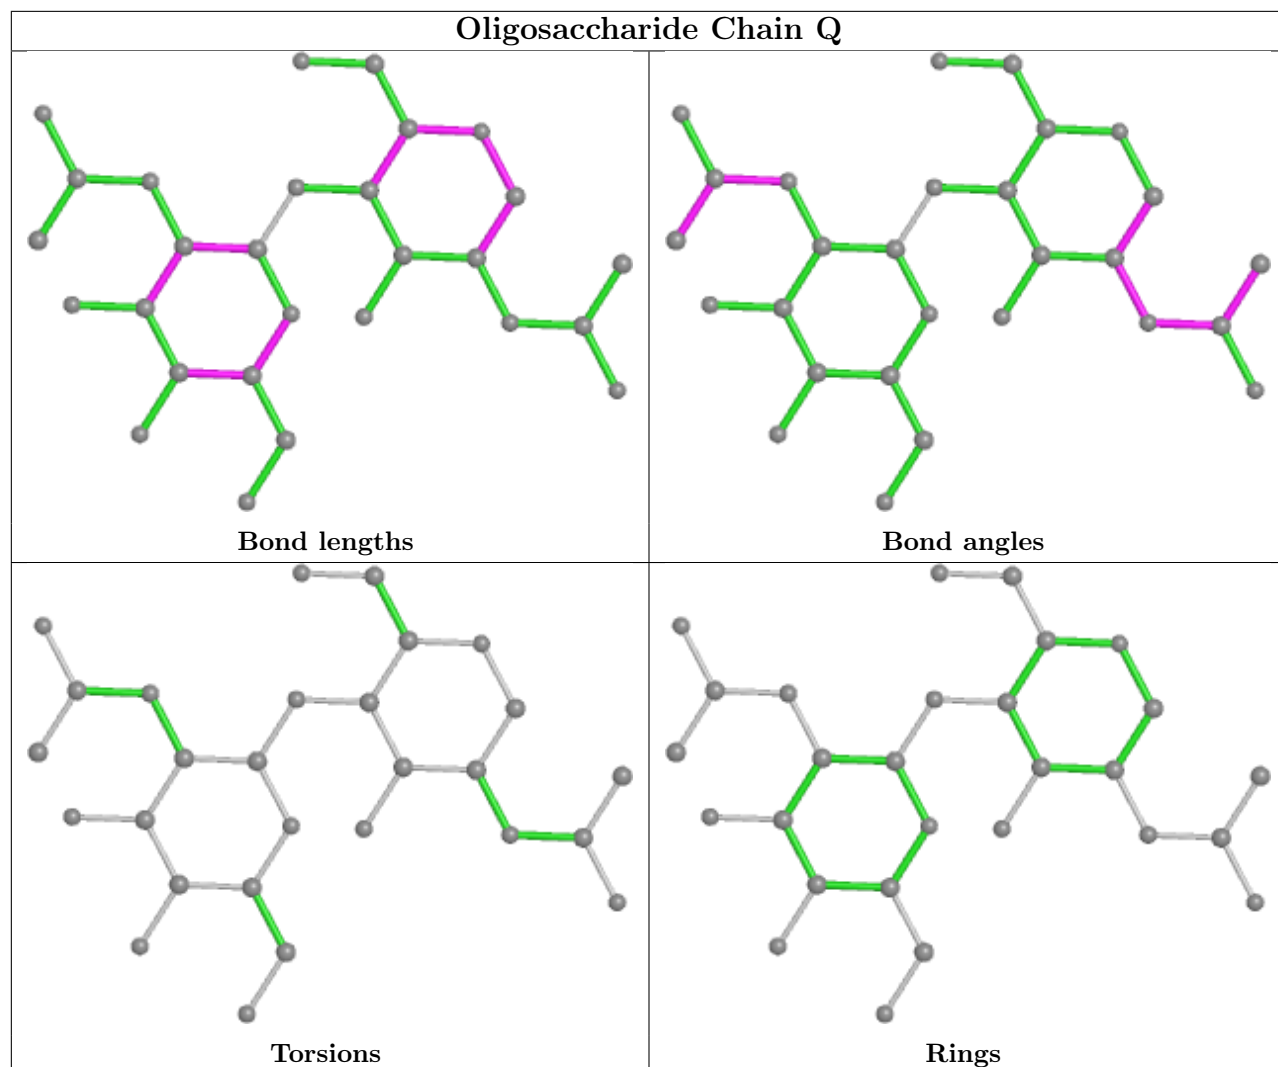 Oligosaccharide Chain Q
Bond lengths
Bond angles
Torsions
Rings